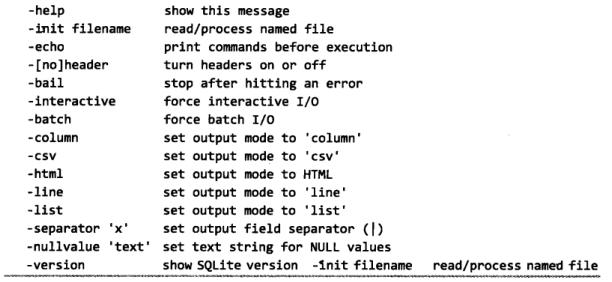 -help show this message
-init filename read/process named file
-echo print commands before execution
-[no]header turn headers on or off
-bail stop after hitting an error
-interactive force interactive I/O
-batch force batch I/O
-column set output mode to 'column'
-csv set output mode to 'csv'
-html set output mode to HTML
-line set output mode to 'line'
-list set output mode to 'list'
-separator 'x' set output field separator (|)
-nullvalue 'text' set text string for NULL values
-version show SQLite version -init filename read/process named file